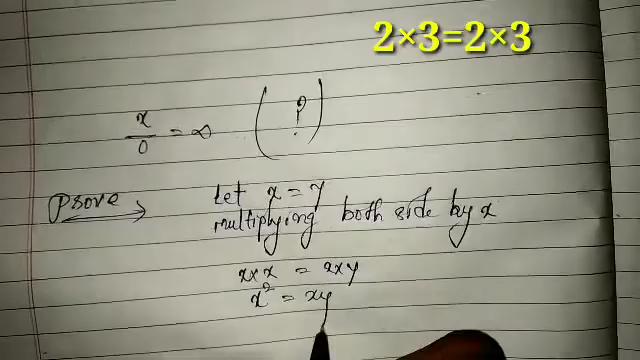 2×3=2×3
x/0 = ∞ ( ? )
Prove → Let x = y
multiplying both side by x
x×x = x×y
x² = xy